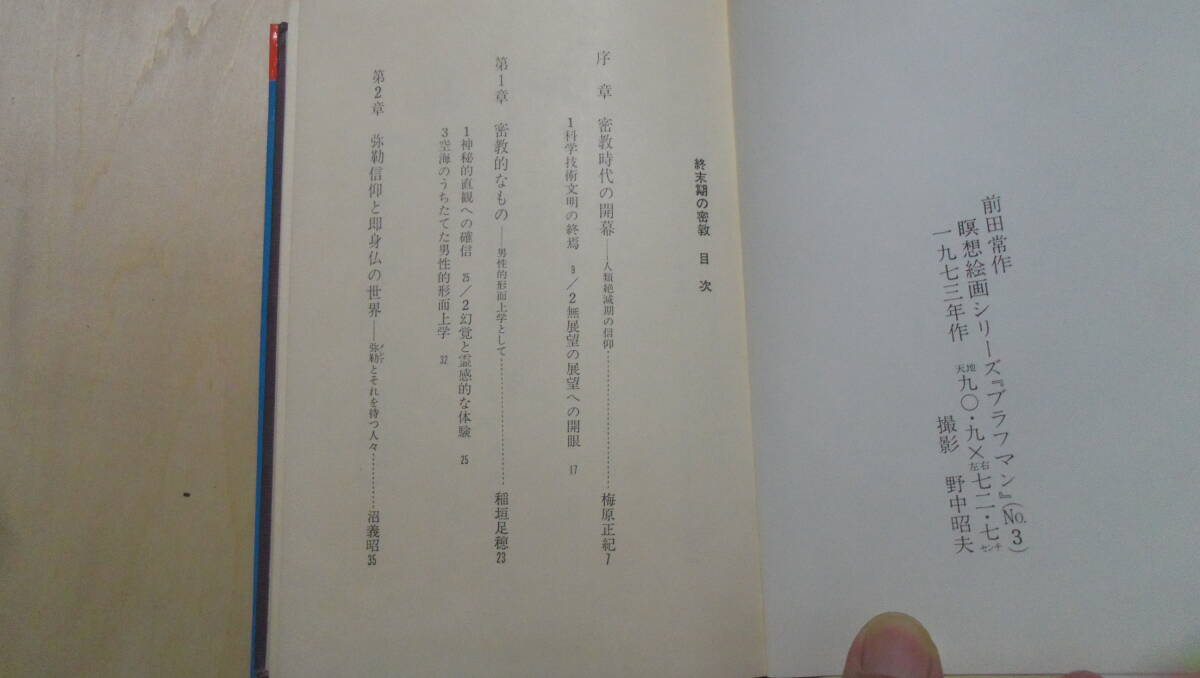 前田常作
瞑想絵画シリーズ『ブラフマン』(No.3)
一九七三年作 天地九〇・九×左右七二・七センチ
撮影 野中昭夫
終末期の密教 目次
序章 密教時代の開幕——人類絶滅期の信仰…………………………梅原正紀 7
1科学技術文明の終焉 9/2無展望の展望への開眼 17
第1章 密教的なもの——男性的形而上学として…………………………稲垣足穂 23
1神秘的直観への確信 25/2幻覚と霊感的な体験 25
3空海のうちたてた男性的形而上学 32
第2章 弥勒信仰と即身仏の世界——弥勒とそれを待つ人々…………沼義昭 35